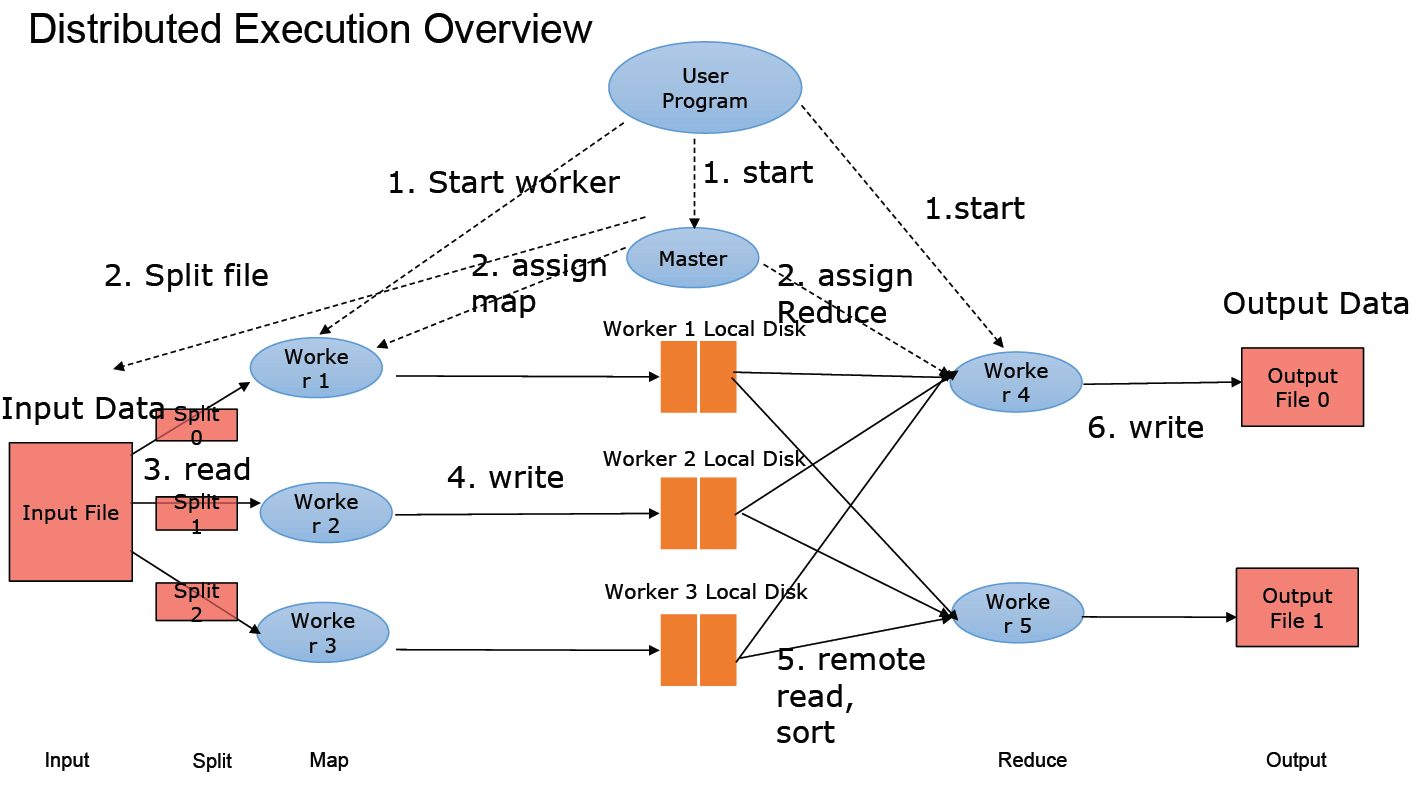 Distributed Execution Overview
User
Program
1. Start worker
1. start
1.start
Master
2. Split file
2. assign
map
2. assign
Reduce
Output Data
Worker 1 Local Disk
Worke
r 1
Worke
r 4
Output
File 0
Input Data
Split
0
6. write
3. read
4. write
Worker 2 Local Disk
Input File
Split
1
Worke
r 2
Split
2
Worker 3 Local Disk
Worke
r 3
Worke
r 5
Output
File 1
5. remote
read,
sort
Input
Split
Map
Reduce
Output